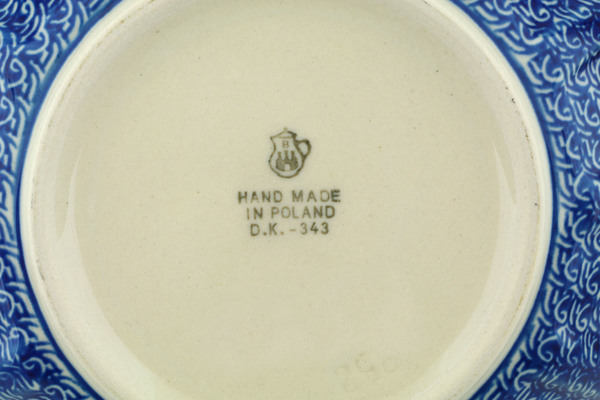 B
HAND MADE
IN POLAND
D.K.-343